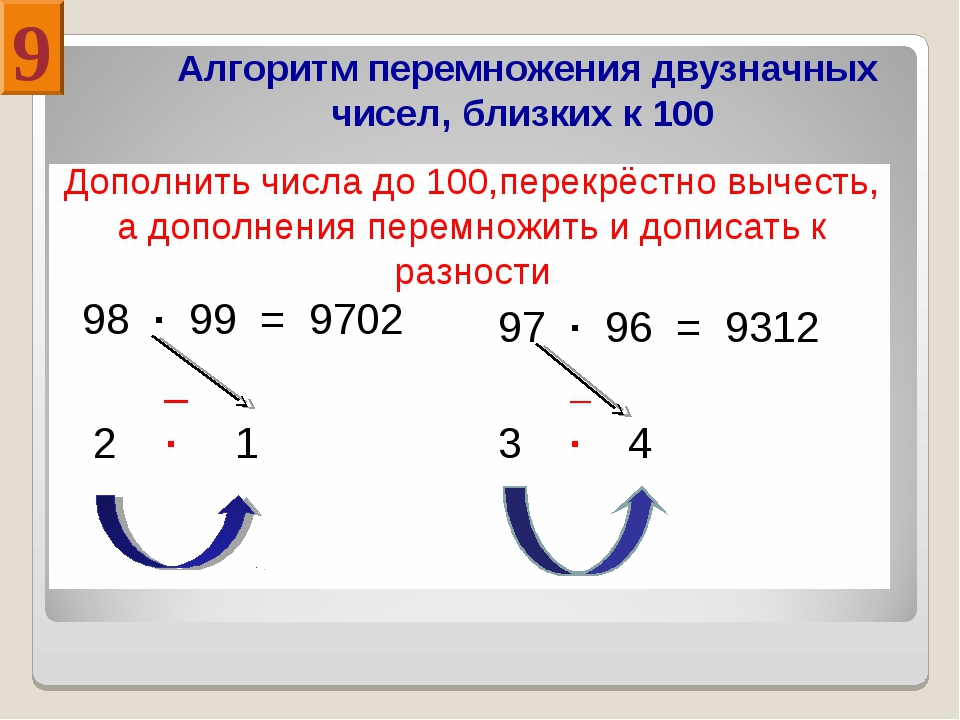 9
Алгоритм перемножения двузначных
чисел, близких к 100
Дополнить числа до 100,перекрёстно вычесть,
а дополнения перемножить и дописать к
разности
98 · 99 = 9702
–
2 · 1
97 · 96 = 9312
–
3 · 4